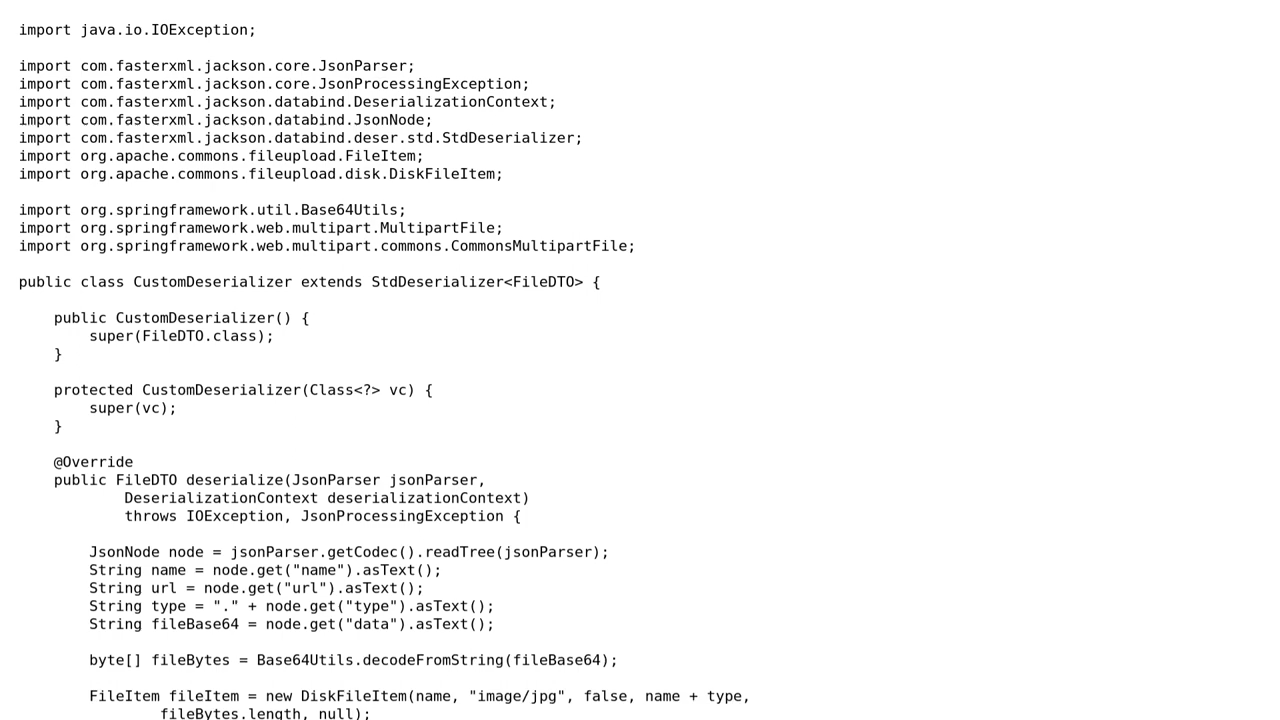 import java.io.IOException;
import com.fasterxml.jackson.core.JsonParser;
import com.fasterxml.jackson.core.JsonProcessingException;
import com.fasterxml.jackson.databind.DeserializationContext;
import com.fasterxml.jackson.databind.JsonNode;
import com.fasterxml.jackson.databind.deser.std.StdDeserializer;
import org.apache.commons.fileupload.FileItem;
import org.apache.commons.fileupload.disk.DiskFileItem;
import org.springframework.util.Base64Utils;
import org.springframework.web.multipart.MultipartFile;
import org.springframework.web.multipart.commons.CommonsMultipartFile;
public class CustomDeserializer extends StdDeserializer<FileDTO> {
    public CustomDeserializer() {
        super(FileDTO.class);
    }
    protected CustomDeserializer(Class<?> vc) {
        super(vc);
    }
    @Override
    public FileDTO deserialize(JsonParser jsonParser,
            DeserializationContext deserializationContext)
            throws IOException, JsonProcessingException {
        JsonNode node = jsonParser.getCodec().readTree(jsonParser);
        String name = node.get("name").asText();
        String url = node.get("url").asText();
        String type = "." + node.get("type").asText();
        String fileBase64 = node.get("data").asText();
        byte[] fileBytes = Base64Utils.decodeFromString(fileBase64);
        FileItem fileItem = new DiskFileItem(name, "image/jpg", false, name + type,
                fileBytes.length, null);